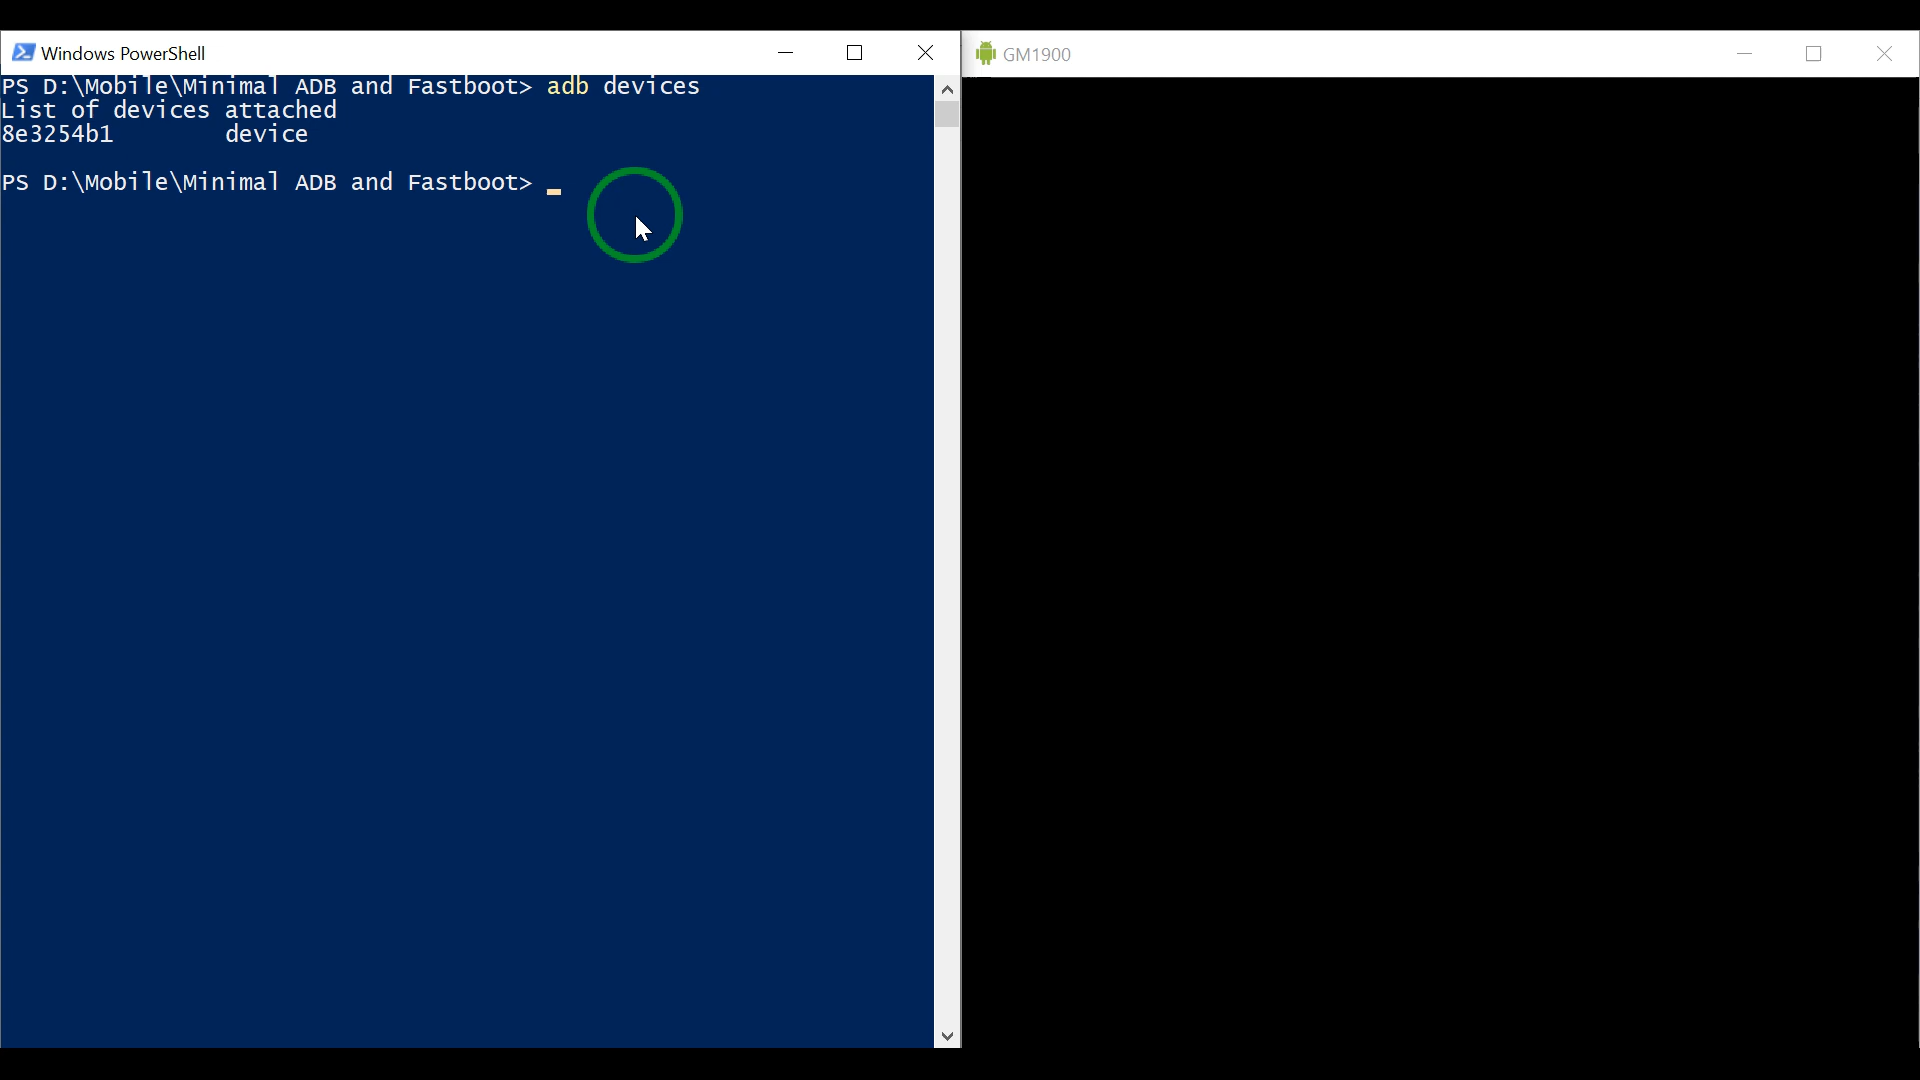 Windows PowerShell
PS D:\Mobile\Minimal ADB and Fastboot> adb devices
List of devices attached
8e3254b1        device
PS D:\Mobile\Minimal ADB and Fastboot>
GM1900